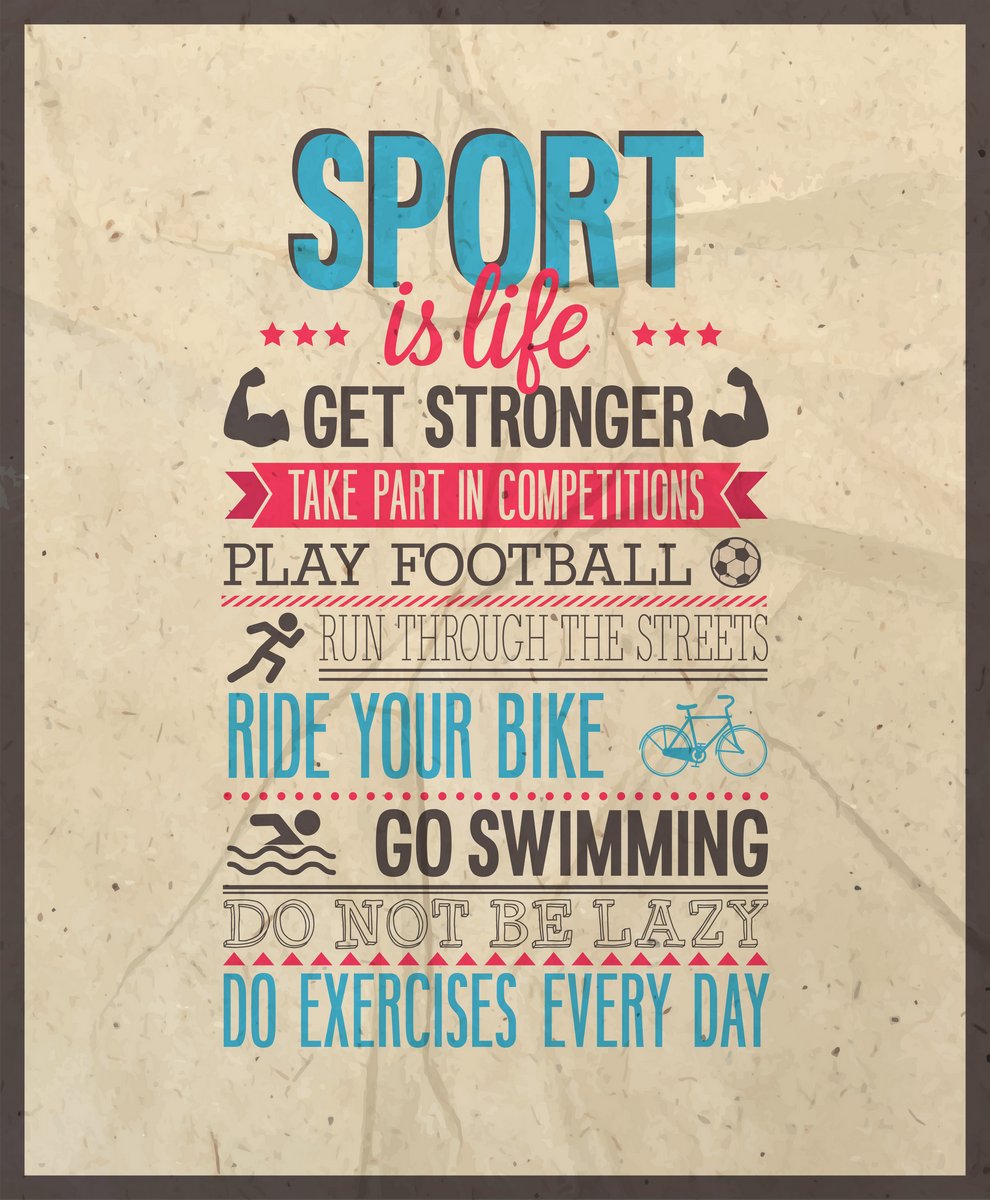 SPORT
is life
GET STRONGER
TAKE PART IN COMPETITIONS
PLAY FOOTBALL
RUN THROUGH THE STREETS
RIDE YOUR BIKE
GO SWIMMING
DO NOT BE LAZY
DO EXERCISES EVERY DAY